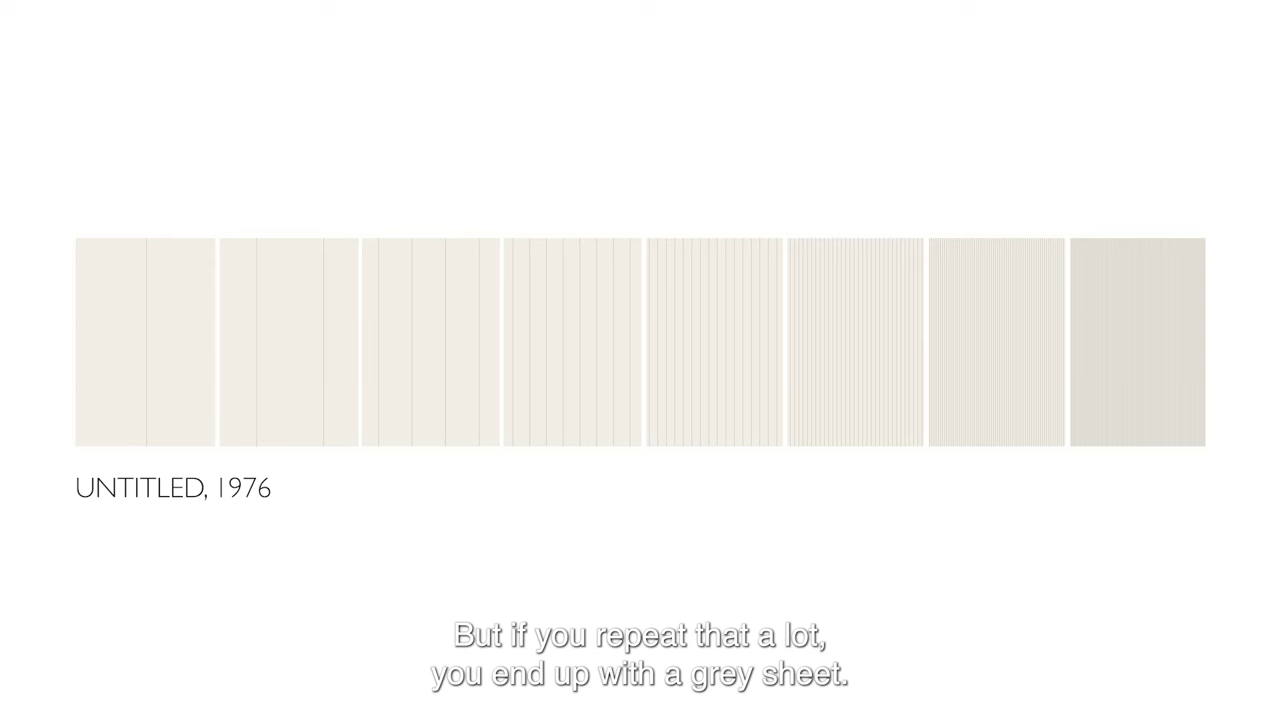 UNTITLED, 1976
But if you repeat that a lot,
you end up with a grey sheet.